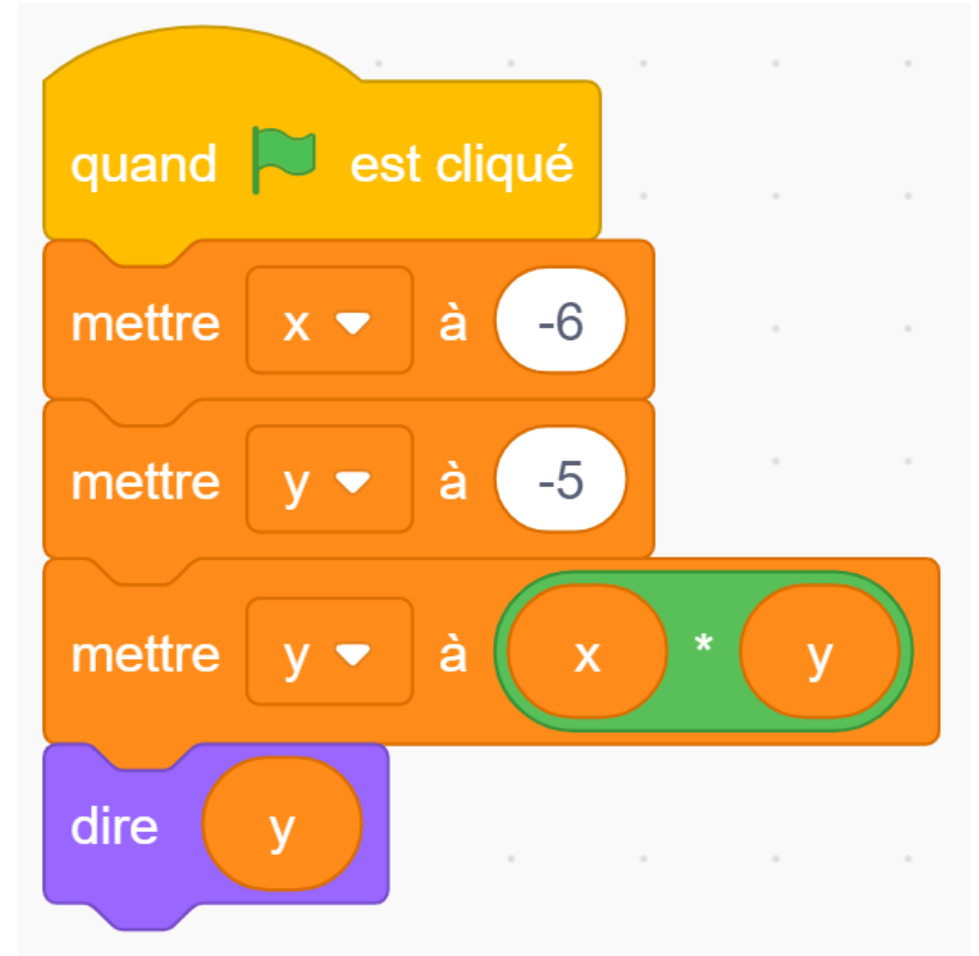 quand est cliqué
mettre x à -6
mettre y à -5
mettre y à x * y
dire y